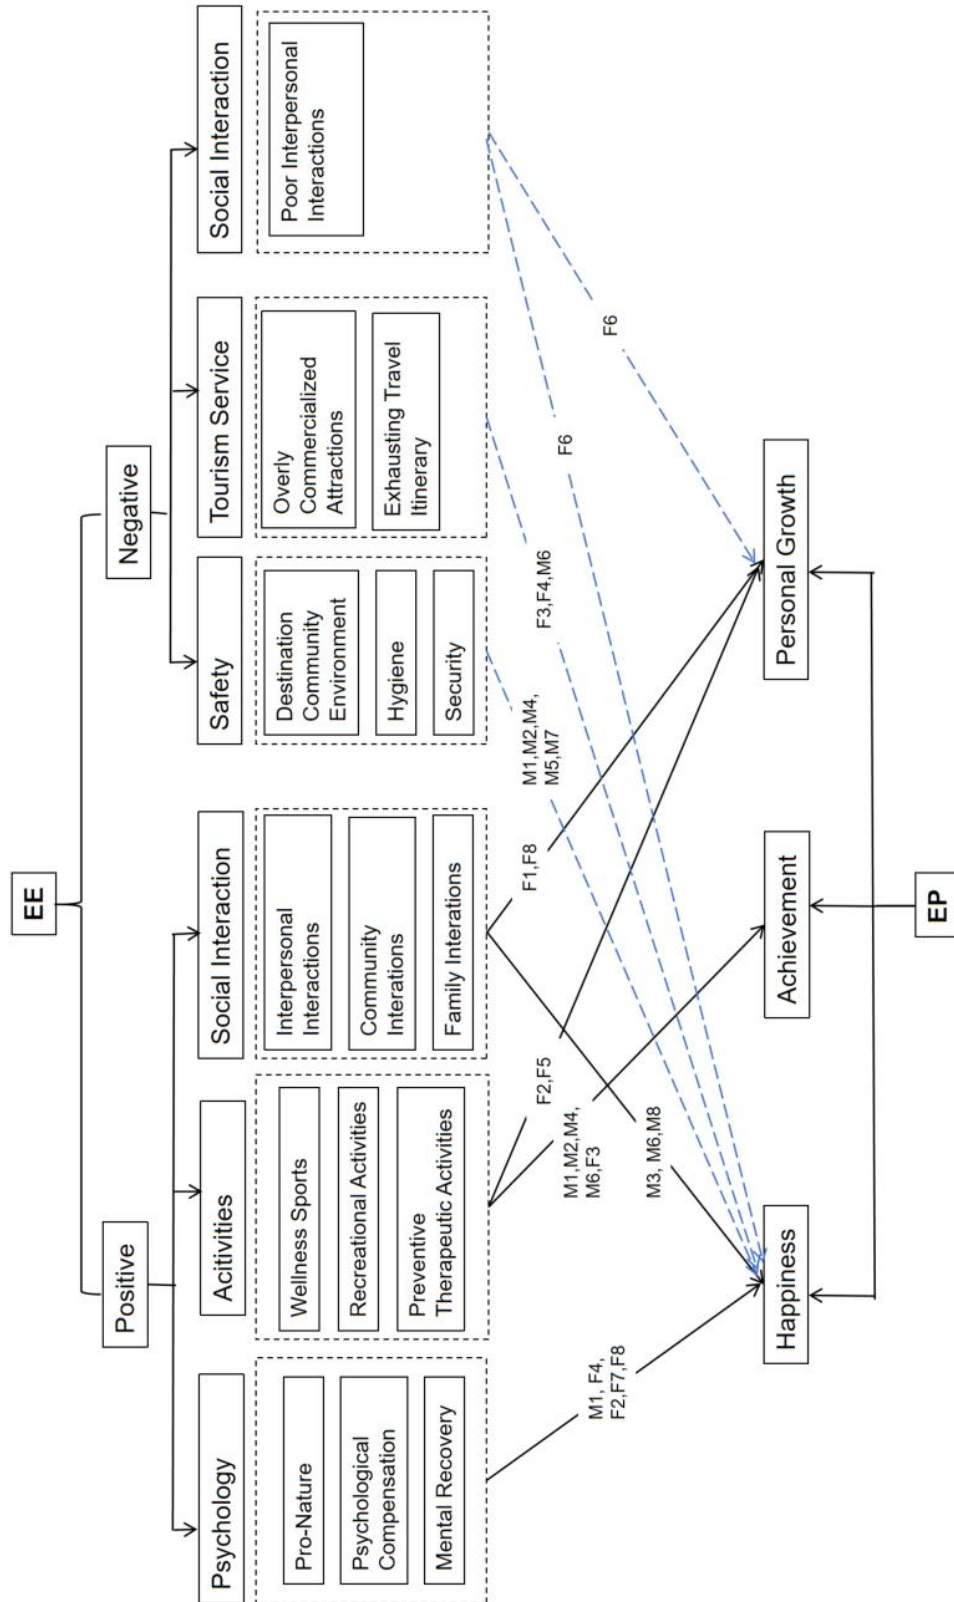 EE
Positive
Negative
Psychology
Acitivities
Social Interaction
Safety
Tourism Service
Social Interaction
Pro-Nature
Psychological
Compensation
Mental Recovery
Wellness Sports
Recreational Activities
Preventive
Therapeutic Activities
Interpersonal
Interactions
Community
Interations
Family Interations
Destination
Community
Environment
Hygiene
Security
Overly
Commercialized
Attractions
Exhausting Travel
Itinerary
Poor Interpersonal
Interactions
M1, F4,
F2,F7,F8
M1,M2,M4,
M6,F3
F2,F5
M3, M6,M8
F1,F8
M1,M2,M4,
M5,M7
F3,F4,M6
F6
F6
Happiness
Achievement
Personal Growth
EP